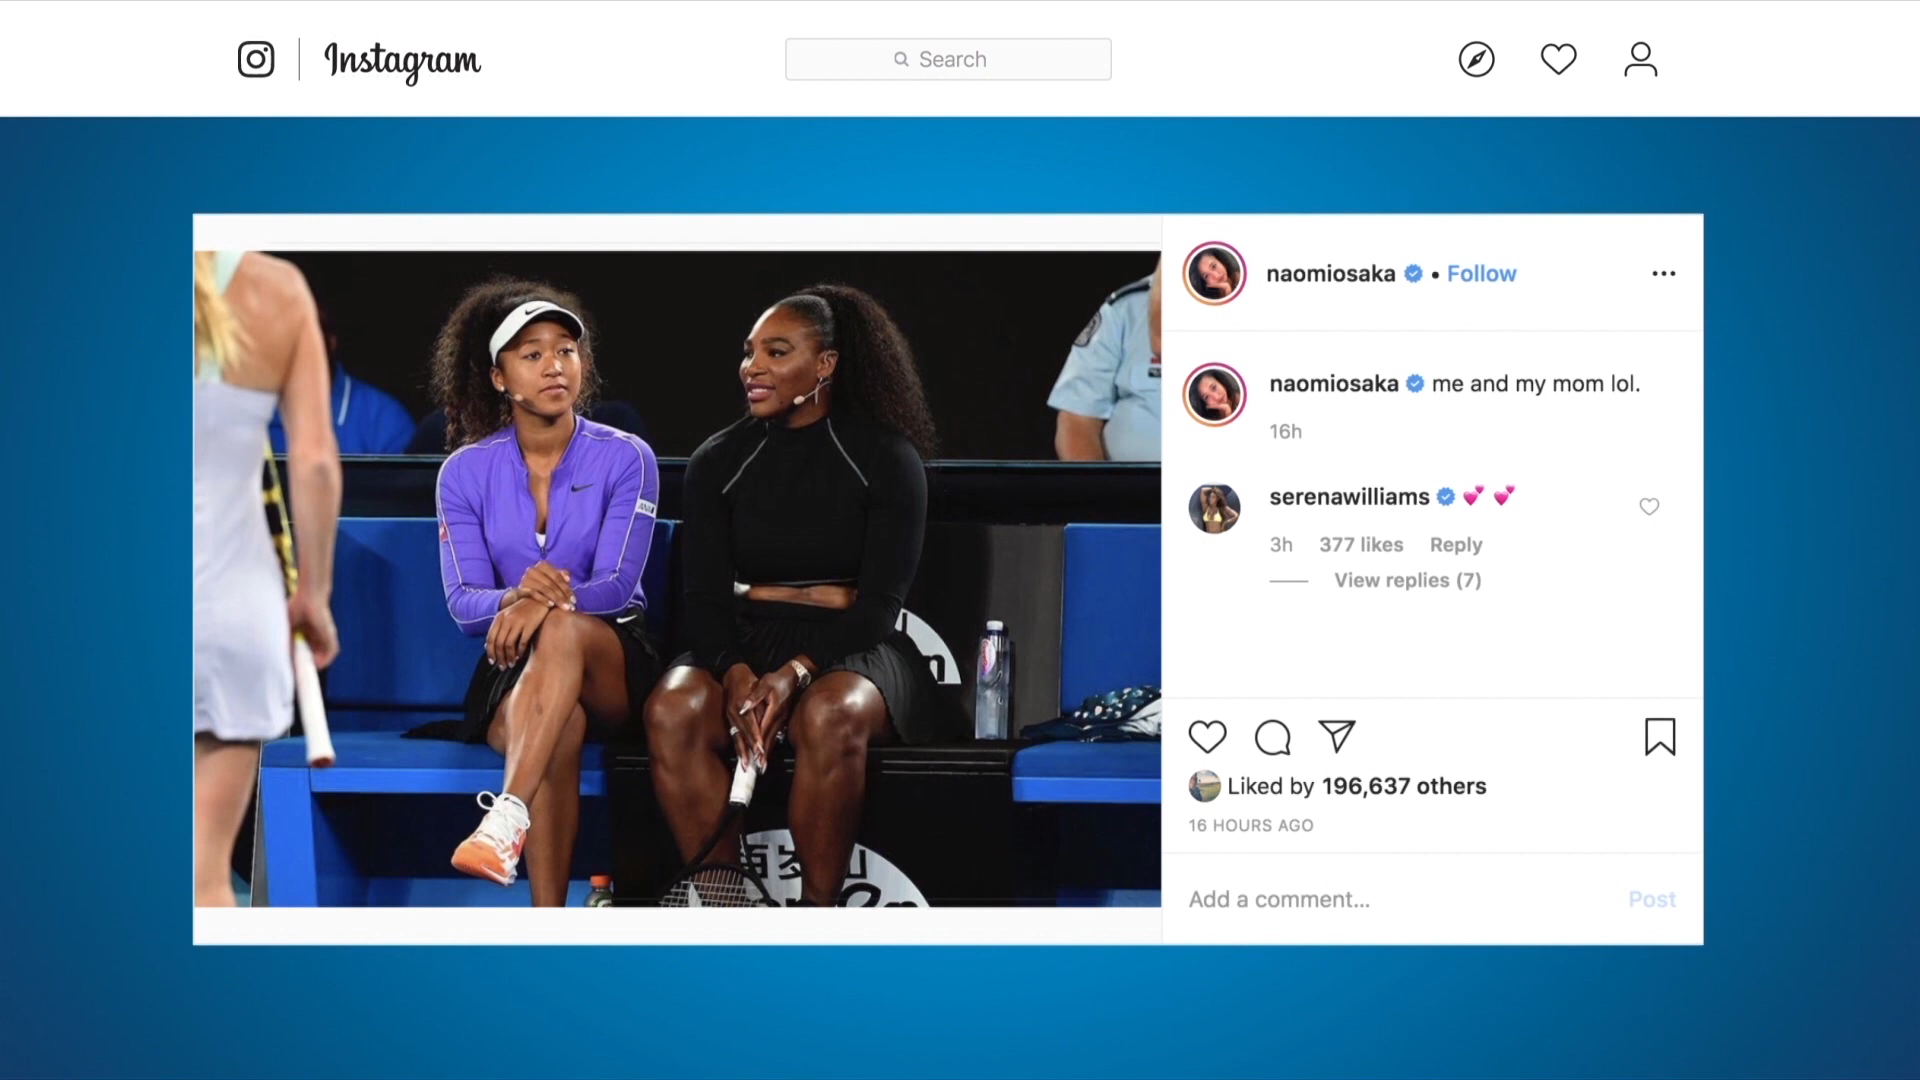 Instagram
Search
naomiosaka • Follow
naomiosaka me and my mom lol.
16h
serenawilliams 💕 💕
3h 377 likes Reply
View replies (7)
Liked by 196,637 others
16 HOURS AGO
Add a comment... Post